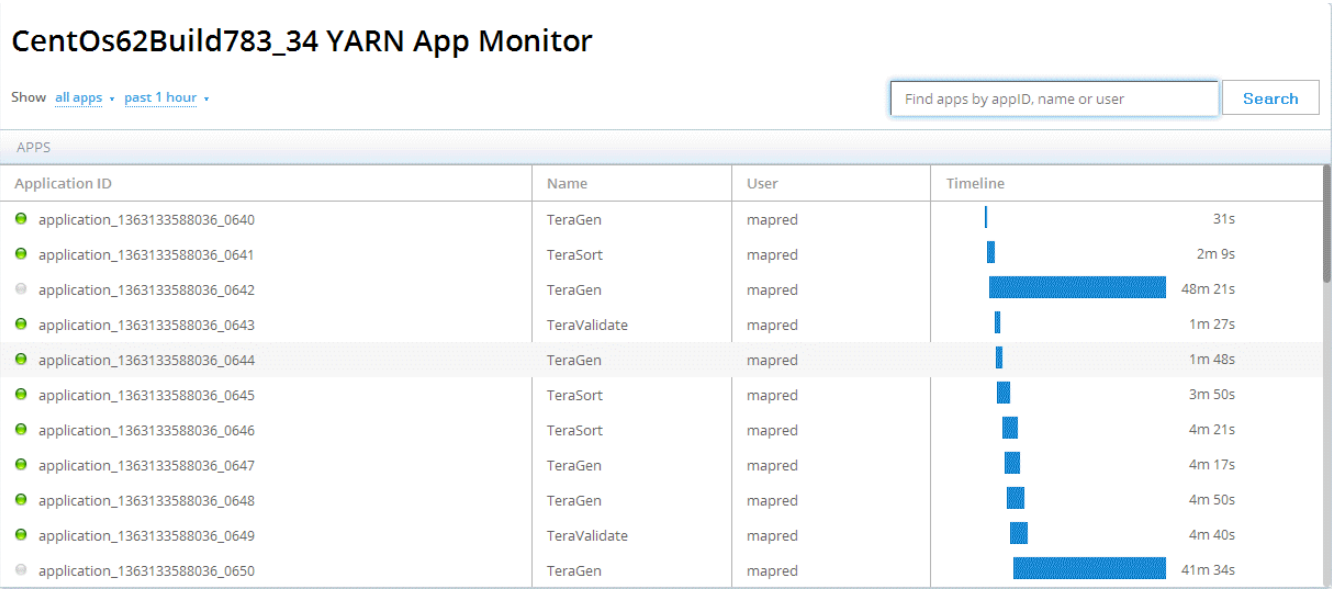 CentOs62Build783_34 YARN App Monitor
Show all apps past 1 hour Find apps by appID, name or user Search
APPS
Application ID Name User Timeline
application_1363133588036_0640 TeraGen mapred 31s
application_1363133588036_0641 TeraSort mapred 2m 9s
application_1363133588036_0642 TeraGen mapred 48m 21s
application_1363133588036_0643 TeraValidate mapred 1m 27s
application_1363133588036_0644 TeraGen mapred 1m 48s
application_1363133588036_0645 TeraSort mapred 3m 50s
application_1363133588036_0646 TeraSort mapred 4m 21s
application_1363133588036_0647 TeraGen mapred 4m 17s
application_1363133588036_0648 TeraGen mapred 4m 50s
application_1363133588036_0649 TeraValidate mapred 4m 40s
application_1363133588036_0650 TeraGen mapred 41m 34s